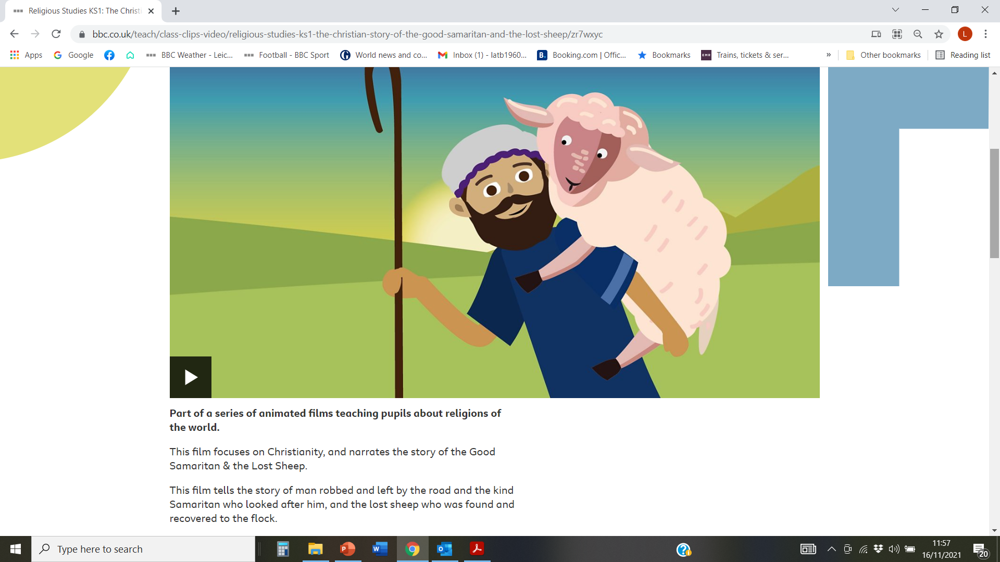 Religious Studies KS1: The Christi
bbc.co.uk/teach/class-clips-video/religious-studies-ks1-the-christian-story-of-the-good-samaritan-and-the-lost-sheep/zr7wxyc
L
Apps
Google
BBC Weather - Leic...
Football - BBC Sport
World news and co...
Inbox (1) - latb1960...
B.
Booking.com | Offic...
Bookmarks
EMR
Trains, tickets & ser...
»
Other bookmarks
Reading list
Part of a series of animated films teaching pupils about religions of
the world.
This film focuses on Christianity, and narrates the story of the Good
Samaritan & the Lost Sheep.
This film tells the story of man robbed and left by the road and the kind
Samaritan who looked after him, and the lost sheep who was found and
recovered to the flock.
Type here to search
11:57
16/11/2021
20